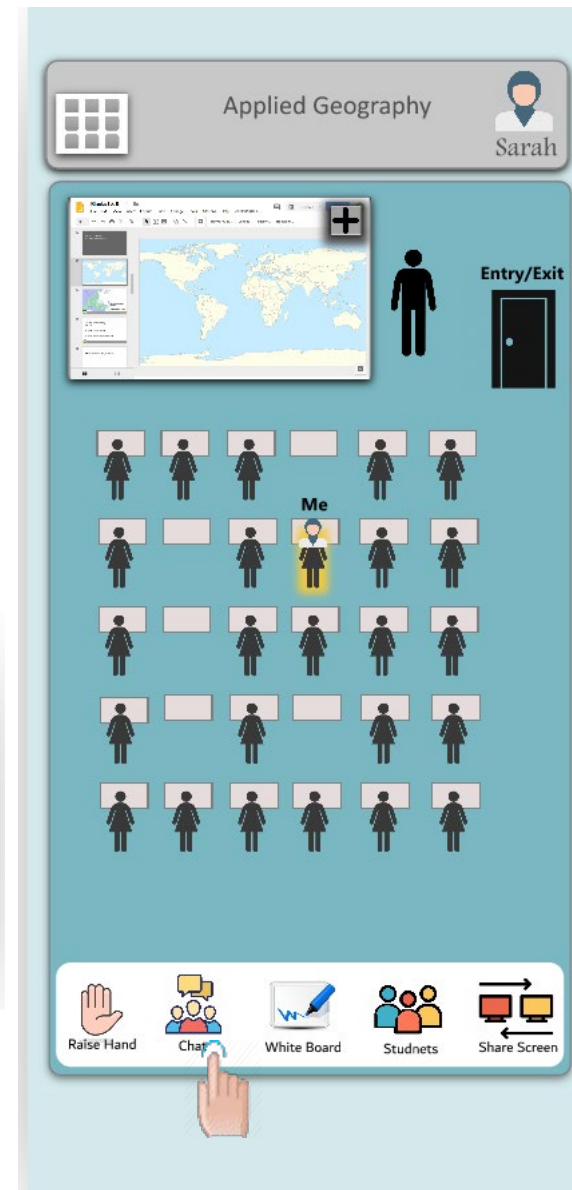 Applied Geography
Sarah
Entry/Exit
Me
Raise Hand
Chat
White Board
Studnets
Share Screen